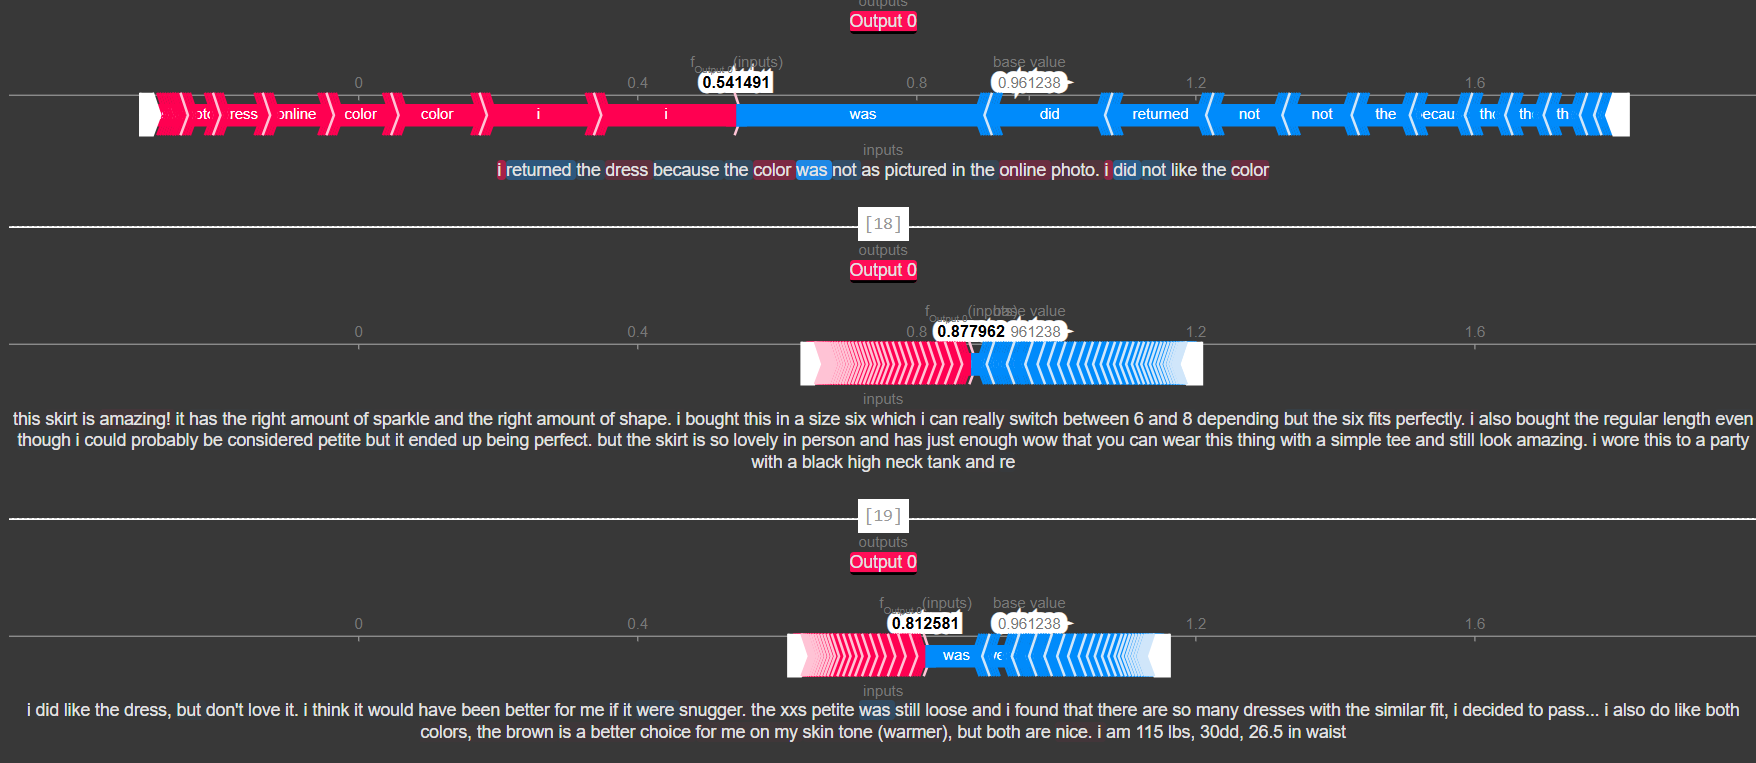 outputs
Output 0
f Output 0 (inputs) base value
0 0.4 0.541491 0.8 0.961238 1.2 1.6
ress online color color i i was did returned not not the ecau
inputs
i returned the dress because the color was not as pictured in the online photo. i did not like the color
[18]
outputs
Output 0
f Output 0 (inputs) base value
0 0.4 0.8 0.877962 961238 1.2 1.6
inputs
this skirt is amazing! it has the right amount of sparkle and the right amount of shape. i bought this in a size six which i can really switch between 6 and 8 depending but the six fits perfectly. i also bought the regular length even
though i could probably be considered petite but it ended up being perfect. but the skirt is so lovely in person and has just enough wow that you can wear this thing with a simple tee and still look amazing. i wore this to a party
with a black high neck tank and re
[19]
outputs
Output 0
f Output 0 (inputs) base value
0 0.4 0.812581 0.961238 1.2 1.6
was
inputs
i did like the dress, but don't love it. i think it would have been better for me if it were snugger. the xxs petite was still loose and i found that there are so many dresses with the similar fit, i decided to pass... i also do like both
colors, the brown is a better choice for me on my skin tone (warmer), but both are nice. i am 115 lbs, 30dd, 26.5 in waist